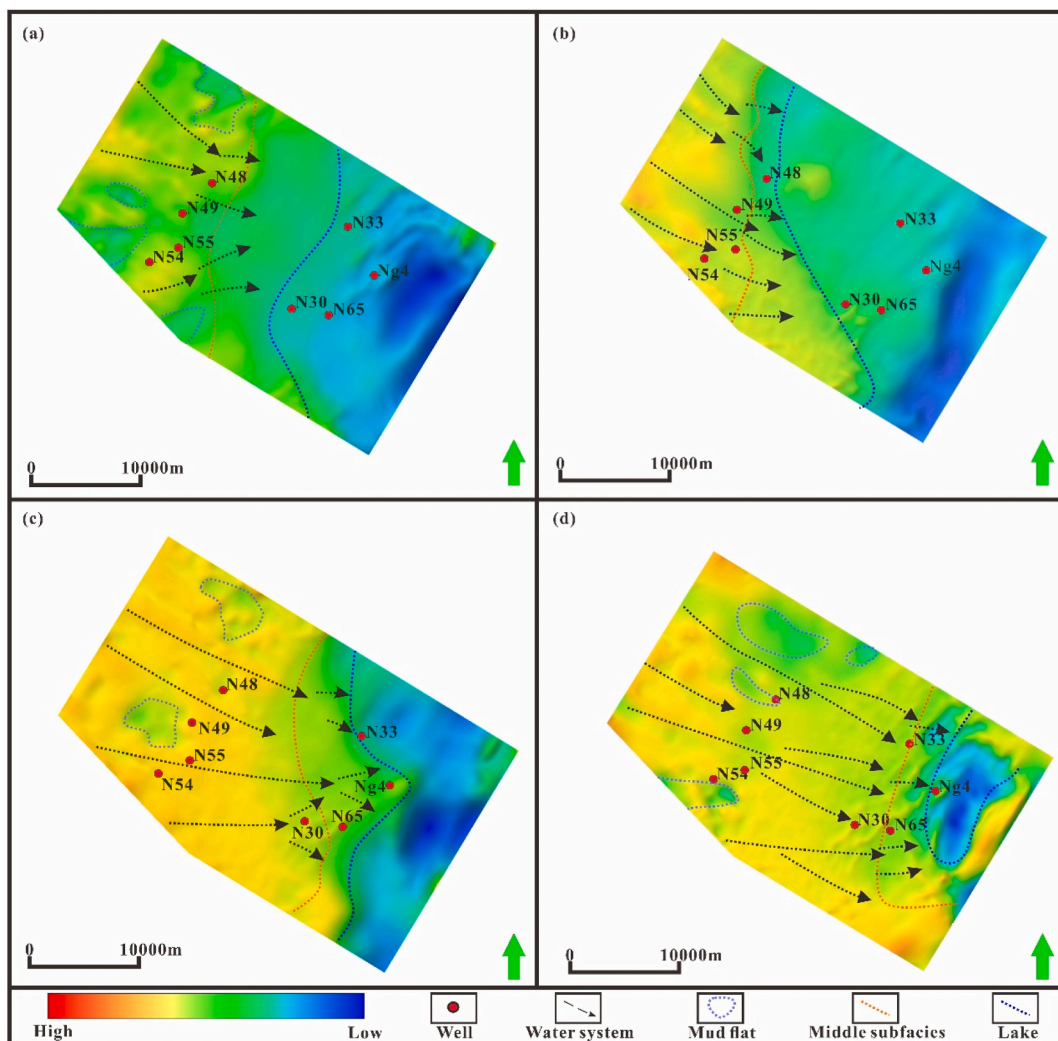 (a)
N48
N49
N33
N55
N54
Ng4
N30
N65
0
10000m
(b)
N48
N49
N33
N55
N54
Ng4
N30
N65
0
10000m
(c)
N48
N49
N33
N55
N54
Ng4
N30
N65
0
10000m
(d)
N48
N49
N33
N55
N54
Ng4
N30
N65
0
10000m
High Low Well Water system Mud flat Middle subfacies Lake